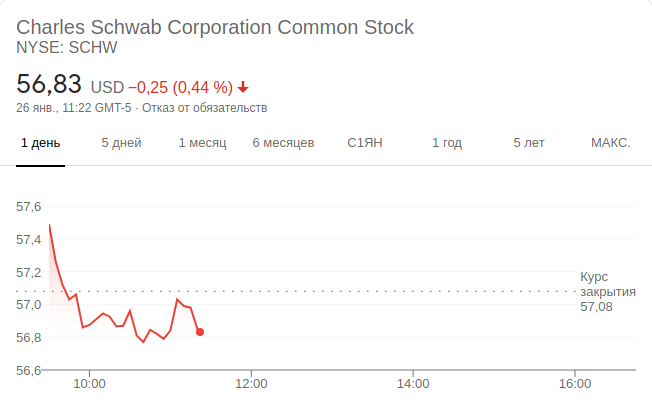 Charles Schwab Corporation Common Stock
NYSE: SCHW
56,83 USD −0,25 (0,44 %)
26 янв., 11:22 GMT-5 · Отказ от обязательств
1 день 5 дней 1 месяц 6 месяцев С1ЯН 1 год 5 лет МАКС.
57,6
57,4
57,2
57,0
56,8
56,6
Курс
закрытия
57,08
10:00 12:00 14:00 16:00